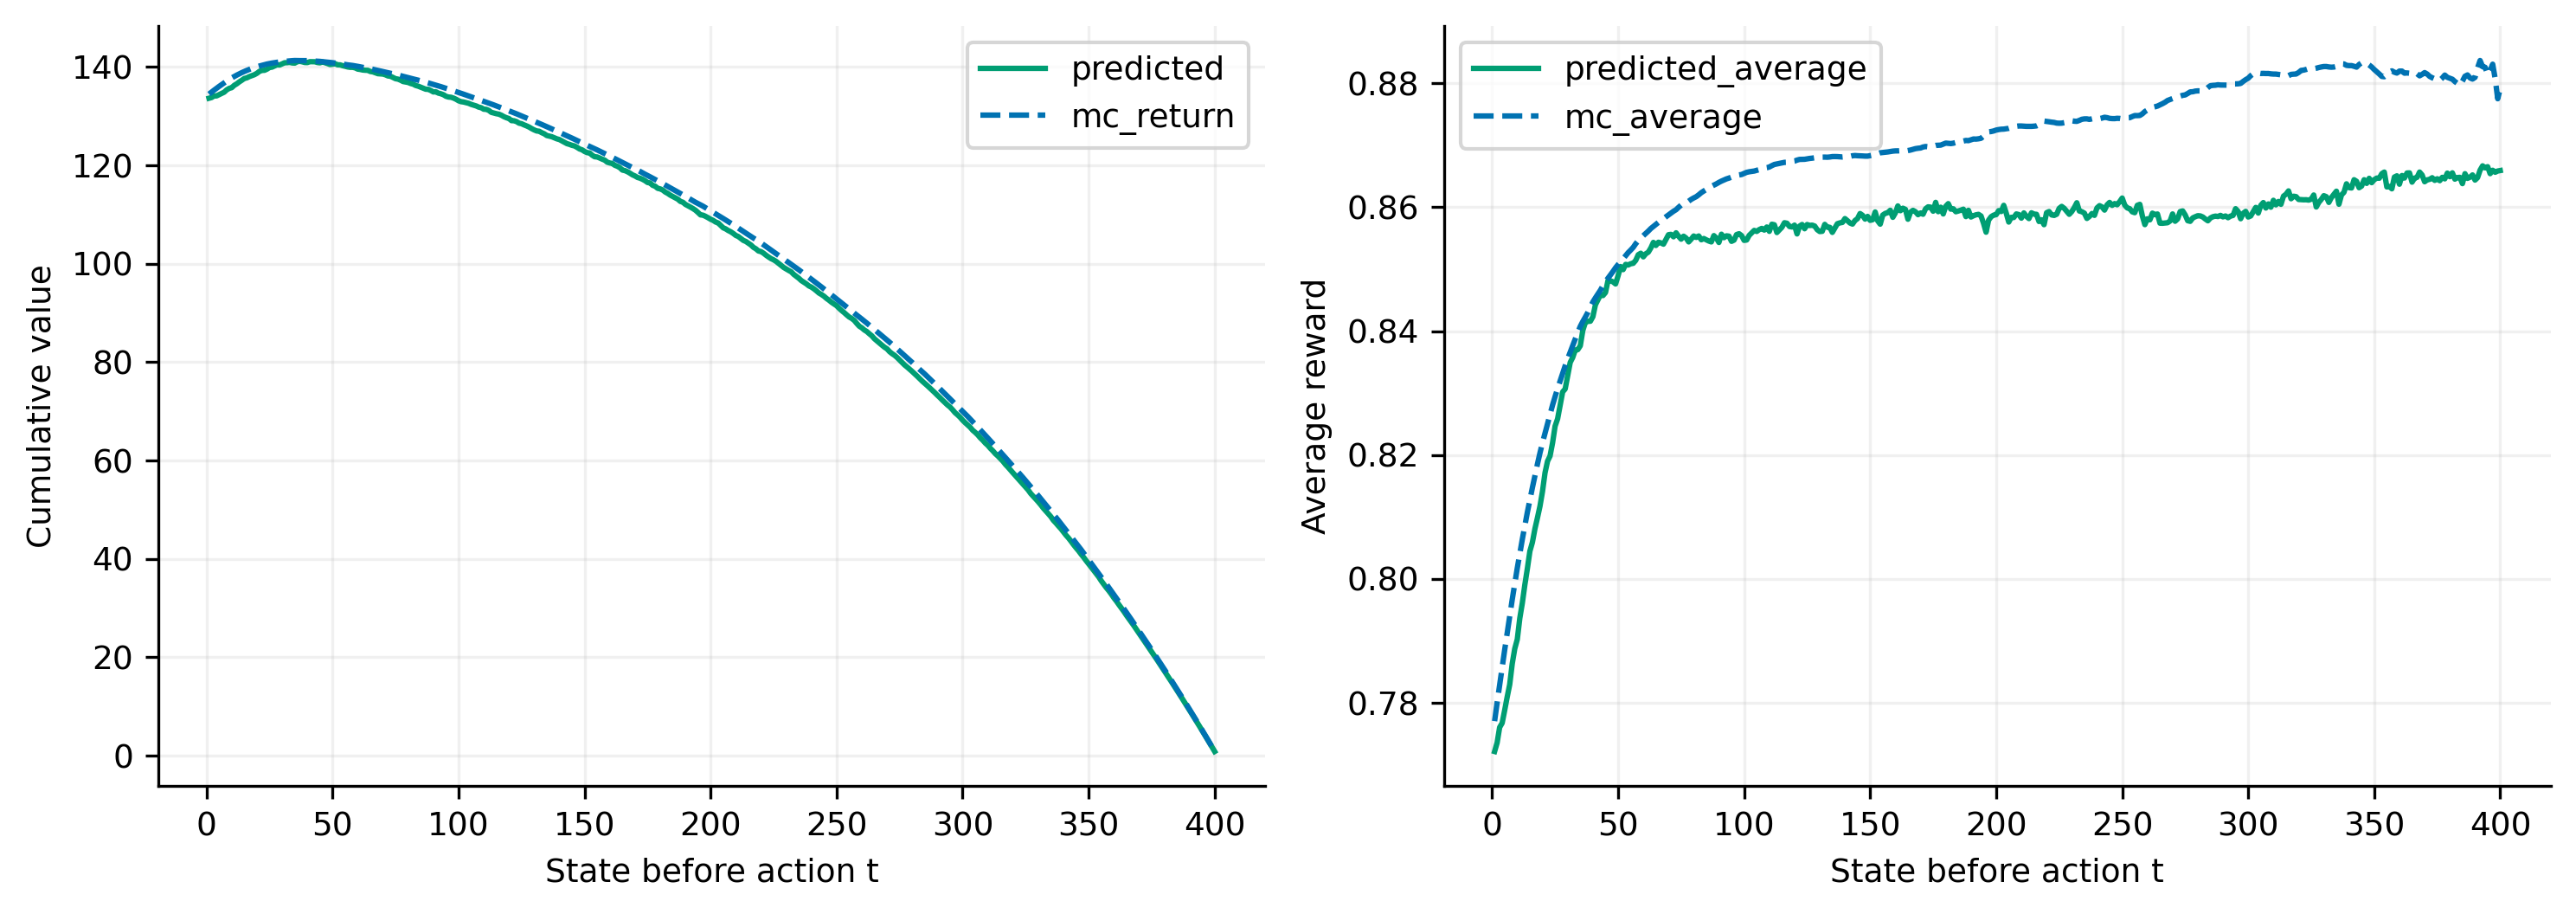 Cumulative value
140
120
100
80
60
40
20
0
predicted
mc_return
0 50 100 150 200 250 300 350 400
State before action t
Average reward
0.88
0.86
0.84
0.82
0.80
0.78
predicted_average
mc_average
0 50 100 150 200 250 300 350 400
State before action t